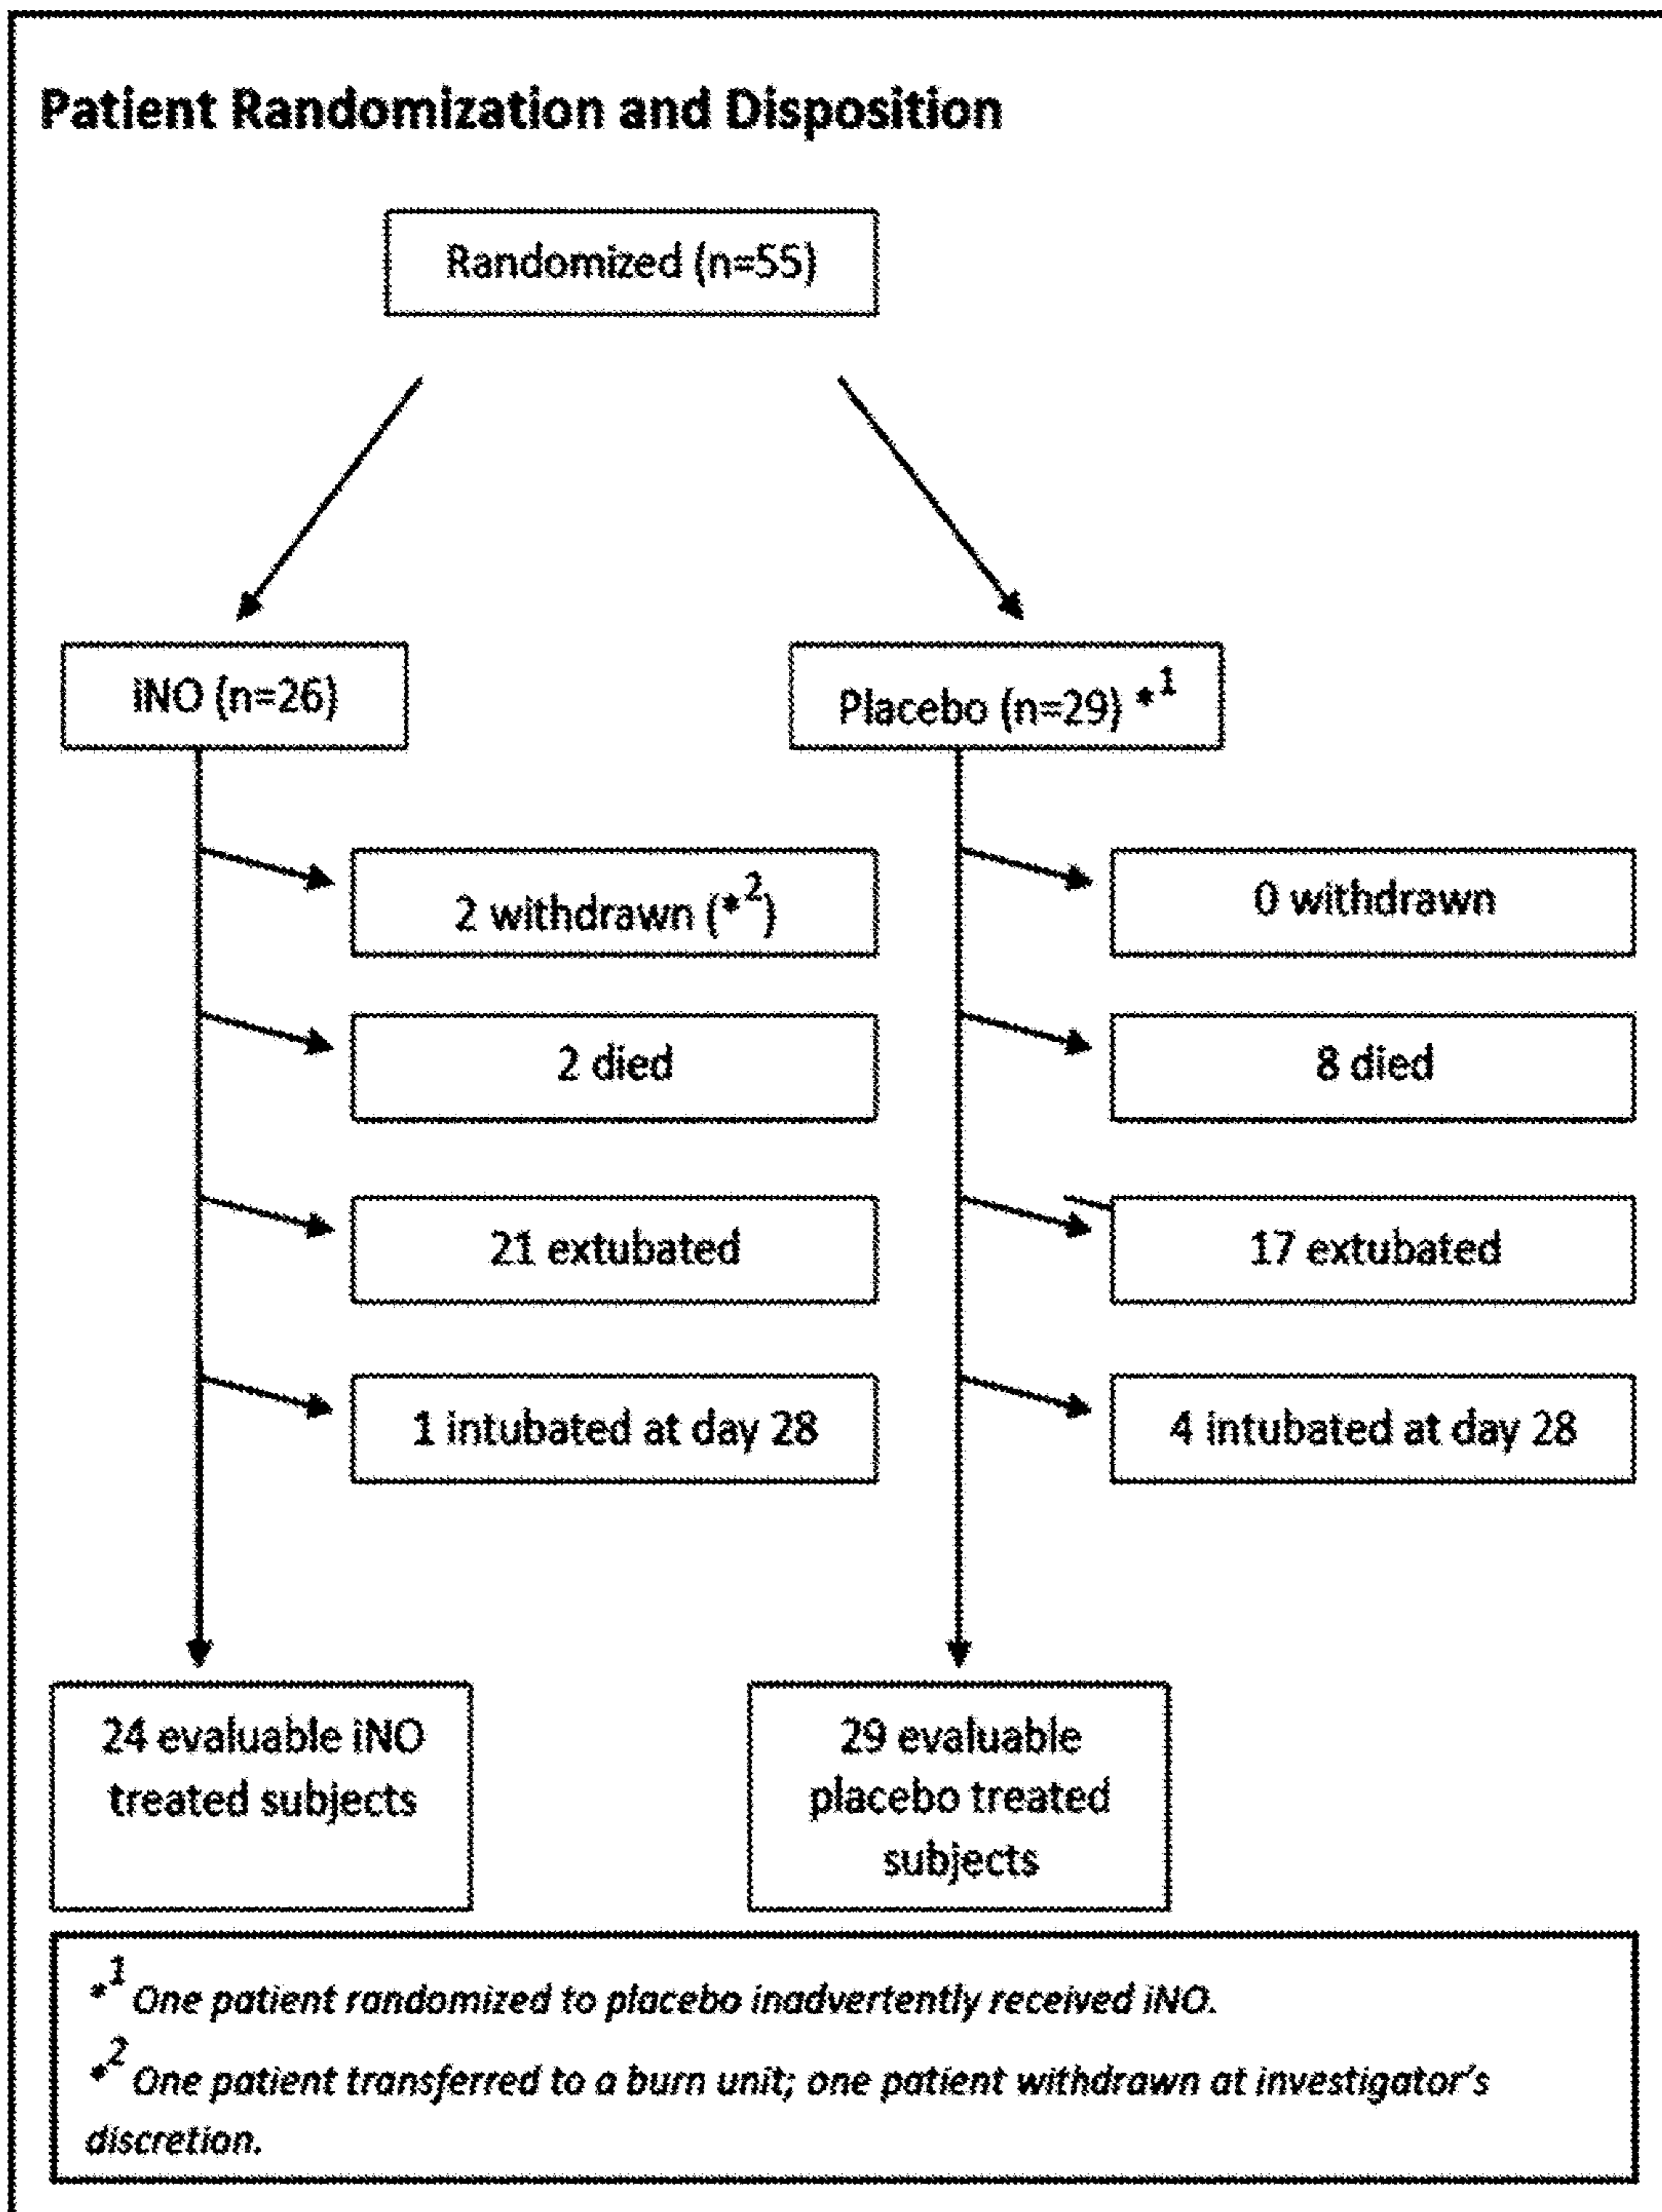 Patient Randomization and Disposition
Randomized (n=55)
iNO (n=26)
Placebo (n=29) *1
2 withdrawn (*2)
0 withdrawn
2 died
8 died
21 extubated
17 extubated
1 intubated at day 28
4 intubated at day 28
24 evaluable iNO
treated subjects
29 evaluable
placebo treated
subjects
*1 One patient randomized to placebo inadvertently received iNO.
*2 One patient transferred to a burn unit; one patient withdrawn at investigator's
discretion.